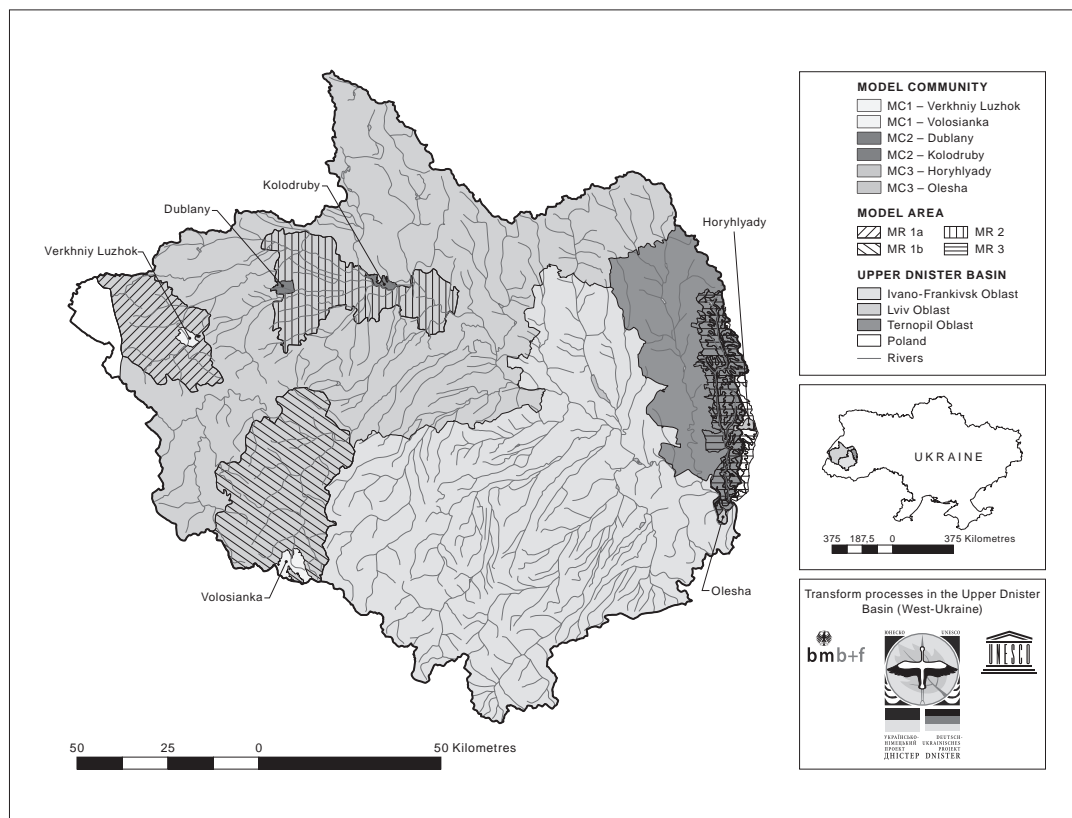 Kolodruby
Dublany
Verkhniy Luzhok
Horyhlyady
Volosianka
Olesha
50 25 0 50 Kilometres
MODEL COMMUNITY
MC1 – Verkhniy Luzhok
MC1 – Volosianka
MC2 – Dublany
MC2 – Kolodruby
MC3 – Horyhlyady
MC3 – Olesha
MODEL AREA
MR 1a MR 2
MR 1b MR 3
UPPER DNISTER BASIN
Ivano-Frankivsk Oblast
Lviv Oblast
Ternopil Oblast
Poland
Rivers
UKRAINE
375 187,5 0 375 Kilometres
Transform processes in the Upper Dnister
Basin (West-Ukraine)
bmb+f
ЮНЕСКО UNESCO
UNESCO
УКРАЇНСЬКО- DEUTSCH-
НІМЕЦЬКИЙ UKRAINISCHES
ПРОЕКТ PROJEKT
ДНІСТЕР DNISTER